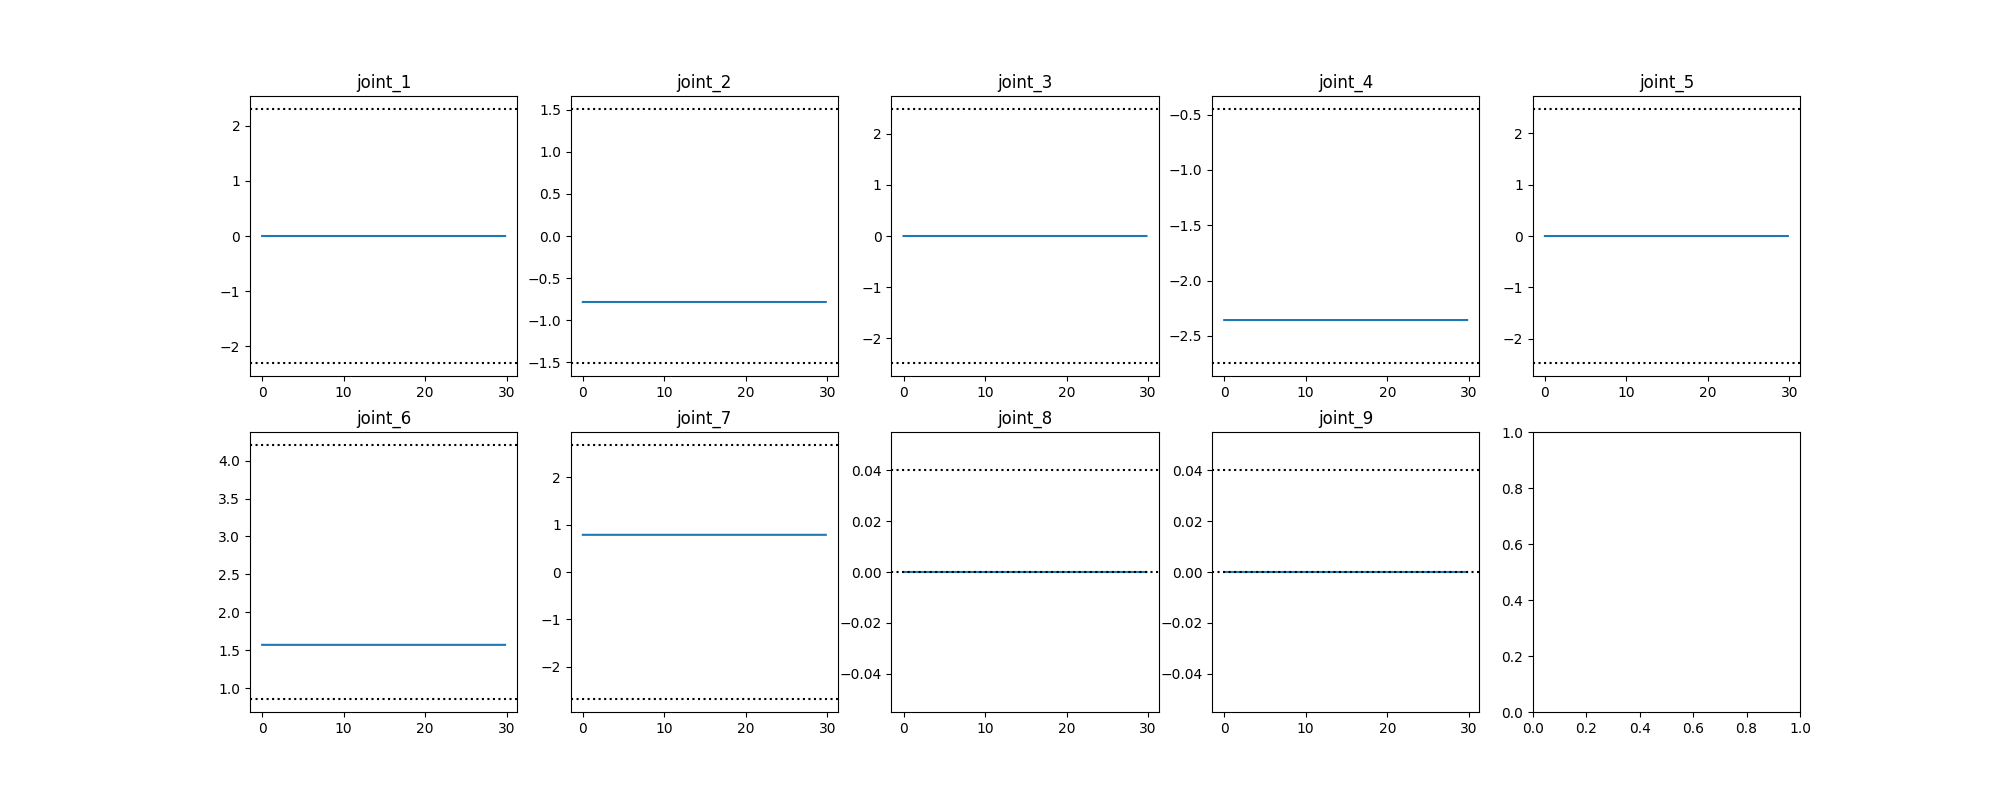 joint_1 joint_2 joint_3 joint_4 joint_5
2 1 0 −1 −2
0 10 20 30
1.5 1.0 0.5 0.0 −0.5 −1.0 −1.5
0 10 20 30
2 1 0 −1 −2
0 10 20 30
−0.5 −1.0 −1.5 −2.0 −2.5
0 10 20 30
2 1 0 −1 −2
0 10 20 30
joint_6 joint_7 joint_8 joint_9
4.0 3.5 3.0 2.5 2.0 1.5 1.0
0 10 20 30
2 1 0 −1 −2
0 10 20 30
0.04 0.02 0.00 −0.02 −0.04
0 10 20 30
0.04 0.02 0.00 −0.02 −0.04
0 10 20 30
1.0 0.8 0.6 0.4 0.2 0.0
0.0 0.2 0.4 0.6 0.8 1.0